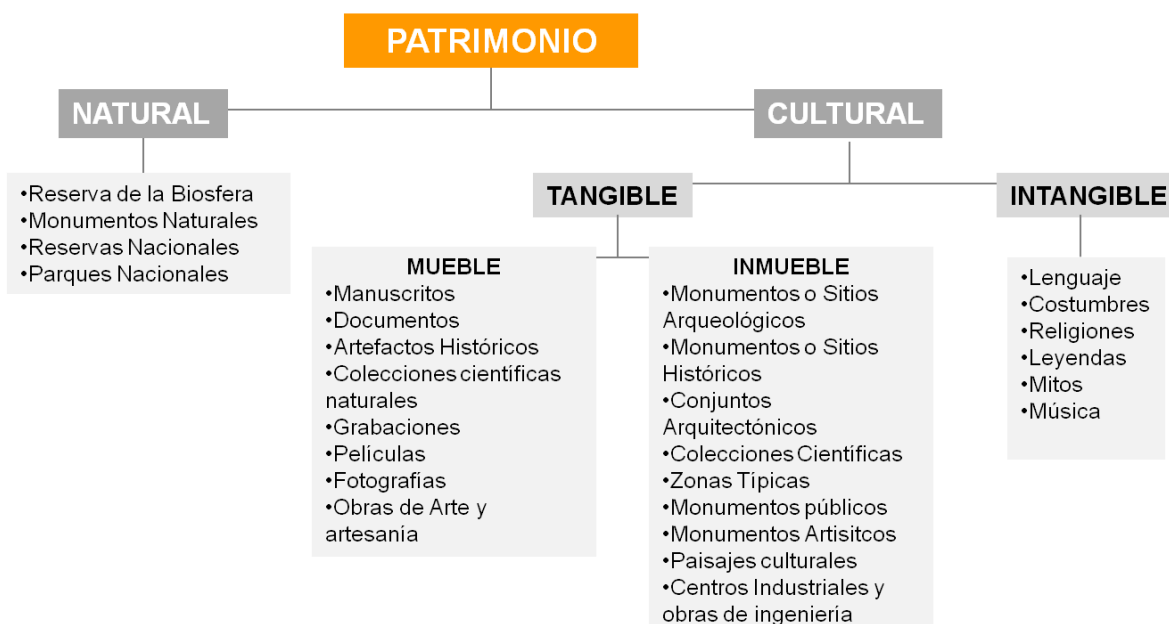 PATRIMONIO
NATURAL
CULTURAL
•Reserva de la Biosfera
•Monumentos Naturales
•Reservas Nacionales
•Parques Nacionales
TANGIBLE
INTANGIBLE
MUEBLE
•Manuscritos
•Documentos
•Artefactos Históricos
•Colecciones científicas
naturales
•Grabaciones
•Películas
•Fotografías
•Obras de Arte y
artesanía
INMUEBLE
•Monumentos o Sitios
Arqueológicos
•Monumentos o Sitios
Históricos
•Conjuntos
Arquitectónicos
•Colecciones Científicas
•Zonas Típicas
•Monumentos públicos
•Monumentos Artisitcos
•Paisajes culturales
•Centros Industriales y
obras de ingeniería
•Lenguaje
•Costumbres
•Religiones
•Leyendas
•Mitos
•Música